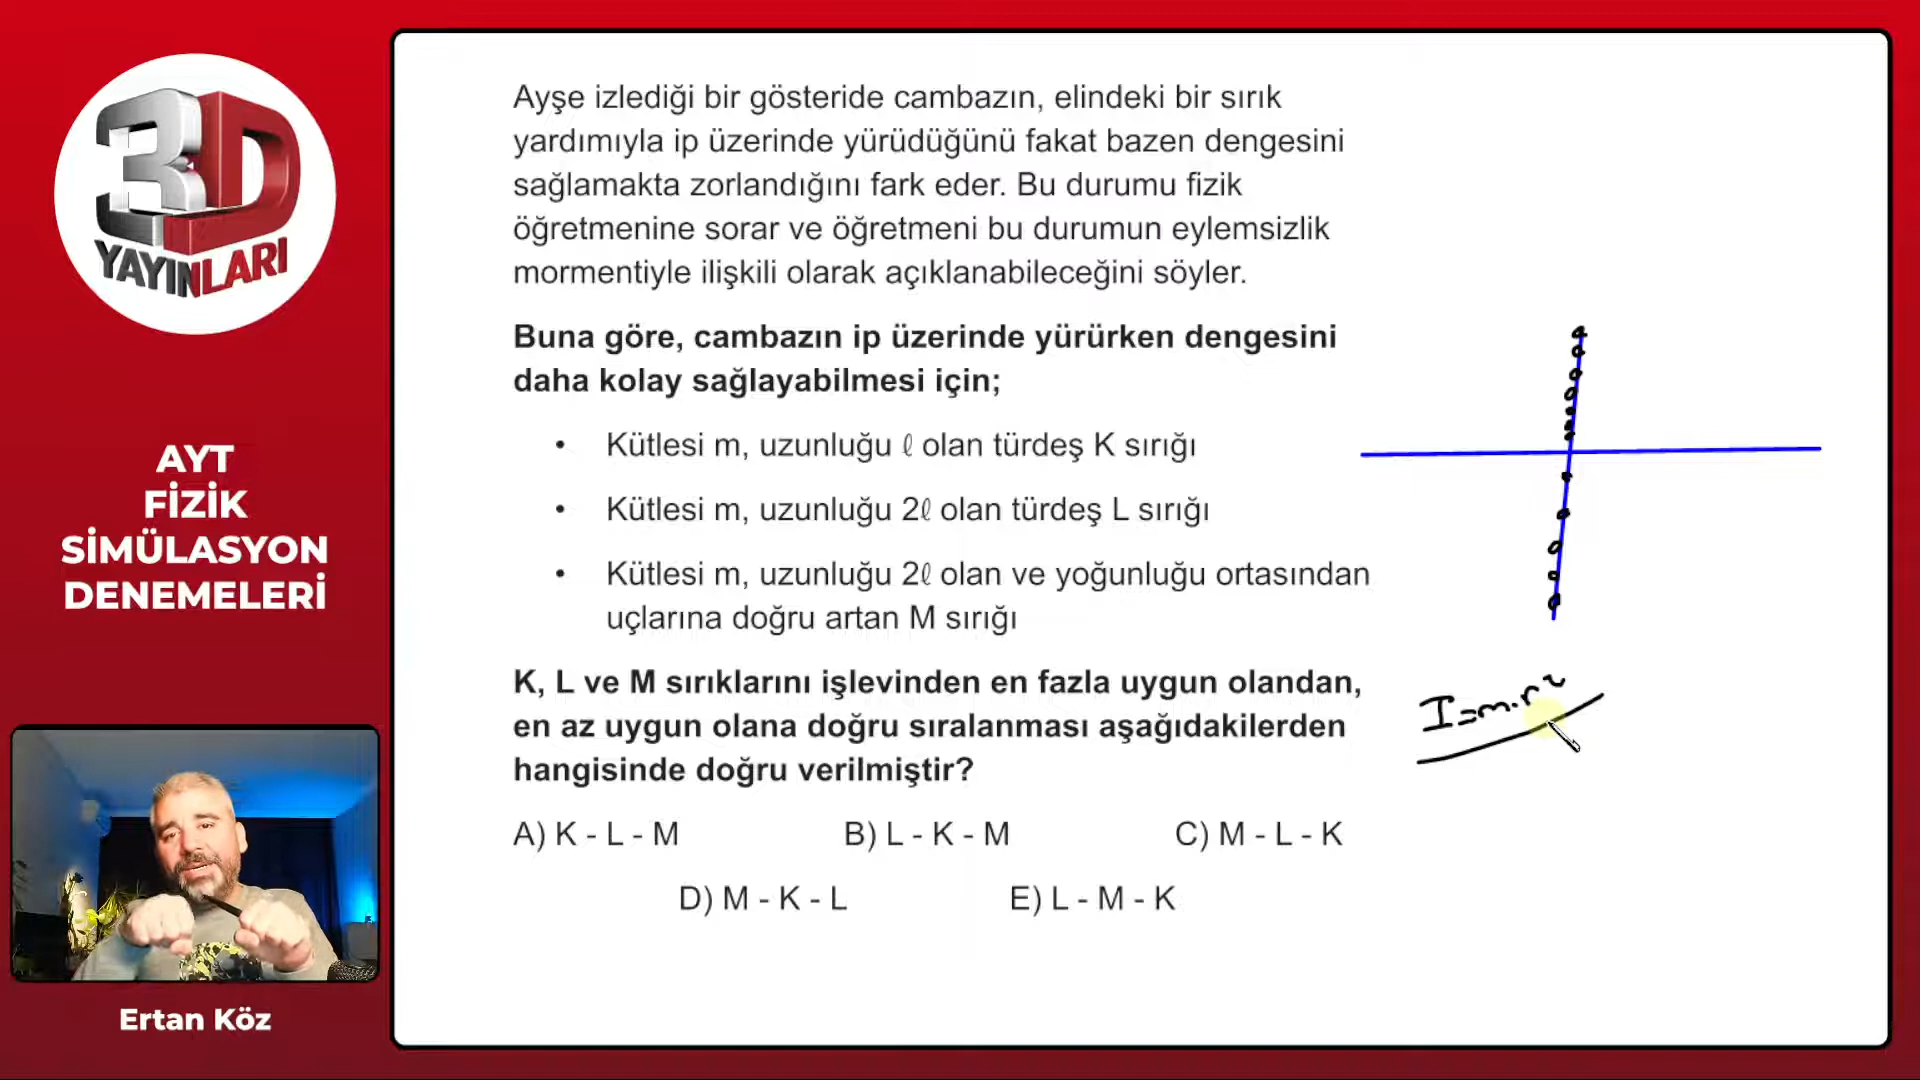 3D
YAYINLARI
AYT
FİZİK
SİMÜLASYON
DENEMELERİ
Ertan Köz
Ayşe izlediği bir gösteride cambazın, elindeki bir sırık
yardımıyla ip üzerinde yürüdüğünü fakat bazen dengesini
sağlamakta zorlandığını fark eder. Bu durumu fizik
öğretmenine sorar ve öğretmeni bu durumun eylemsizlik
mormentiyle ilişkili olarak açıklanabileceğini söyler.
Buna göre, cambazın ip üzerinde yürürken dengesini
daha kolay sağlayabilmesi için;
• Kütlesi m, uzunluğu ℓ olan türdeş K sırığı
• Kütlesi m, uzunluğu 2ℓ olan türdeş L sırığı
• Kütlesi m, uzunluğu 2ℓ olan ve yoğunluğu ortasından
uçlarına doğru artan M sırığı
K, L ve M sırıklarını işlevinden en fazla uygun olandan,
en az uygun olana doğru sıralanması aşağıdakilerden
hangisinde doğru verilmiştir?
A) K - L - M B) L - K - M C) M - L - K
D) M - K - L E) L - M - K
I=m.r²